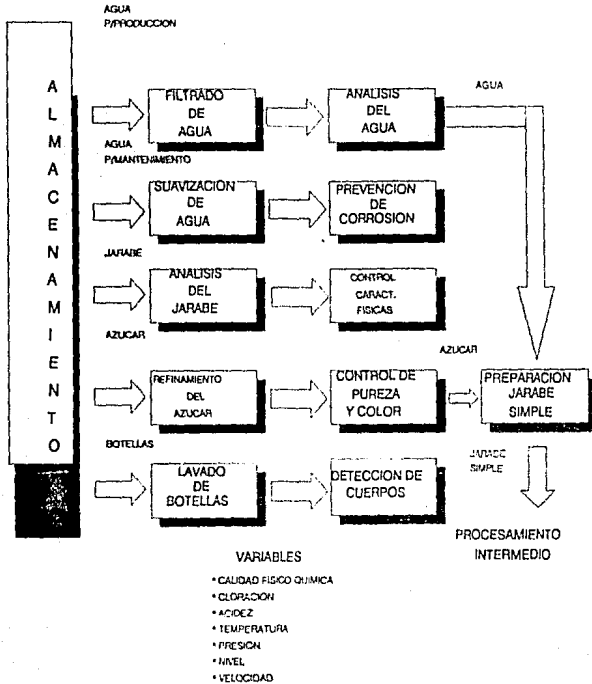 AGUA
P/PRODUCCION
ALMACENAMIENTO
FILTRADO
DE
AGUA
ANALISIS
DEL
AGUA
AGUA
AGUA
P/MANTENIMIENTO
SUAVIZACION
DE
AGUA
PREVENCION
DE
CORROSION
JARABE
ANALISIS
DEL
JARABE
CONTROL
CARACT.
FISICAS
AZUCAR
REFINAMIENTO
DEL
AZUCAR
CONTROL DE
PUREZA
Y COLOR
AZUCAR
PREPARACION
JARABE
SIMPLE
BOTELLAS
LAVADO
DE
BOTELLAS
DETECCION DE
CUERPOS
JARABE
SIMPLE
PROCESAMIENTO
INTERMEDIO
VARIABLES
* CALIDAD FISICO QUIMICA
* CLORACION
* ACIDEZ
* TEMPERATURA
* PRESION
* NIVEL
* VELOCIDAD